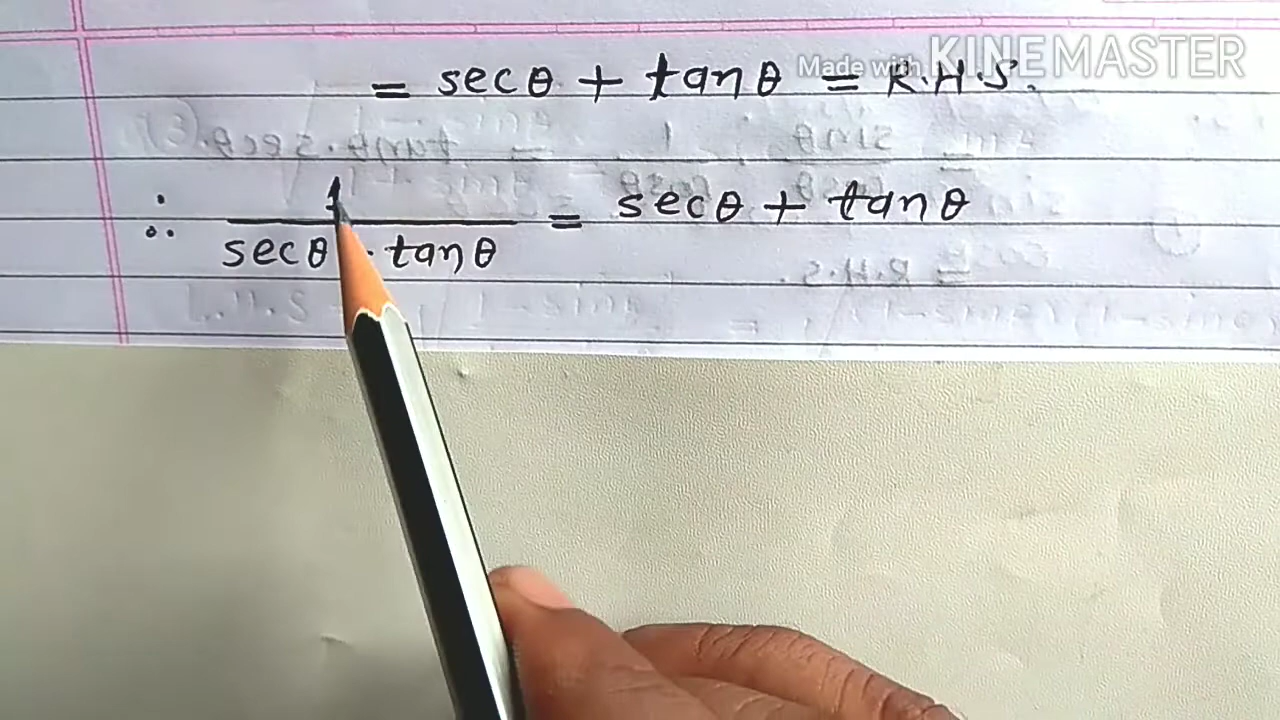 = secθ + tanθ = R.H.S.
Made with KINEMASTER
∴ 1 / secθ - tanθ = secθ + tanθ